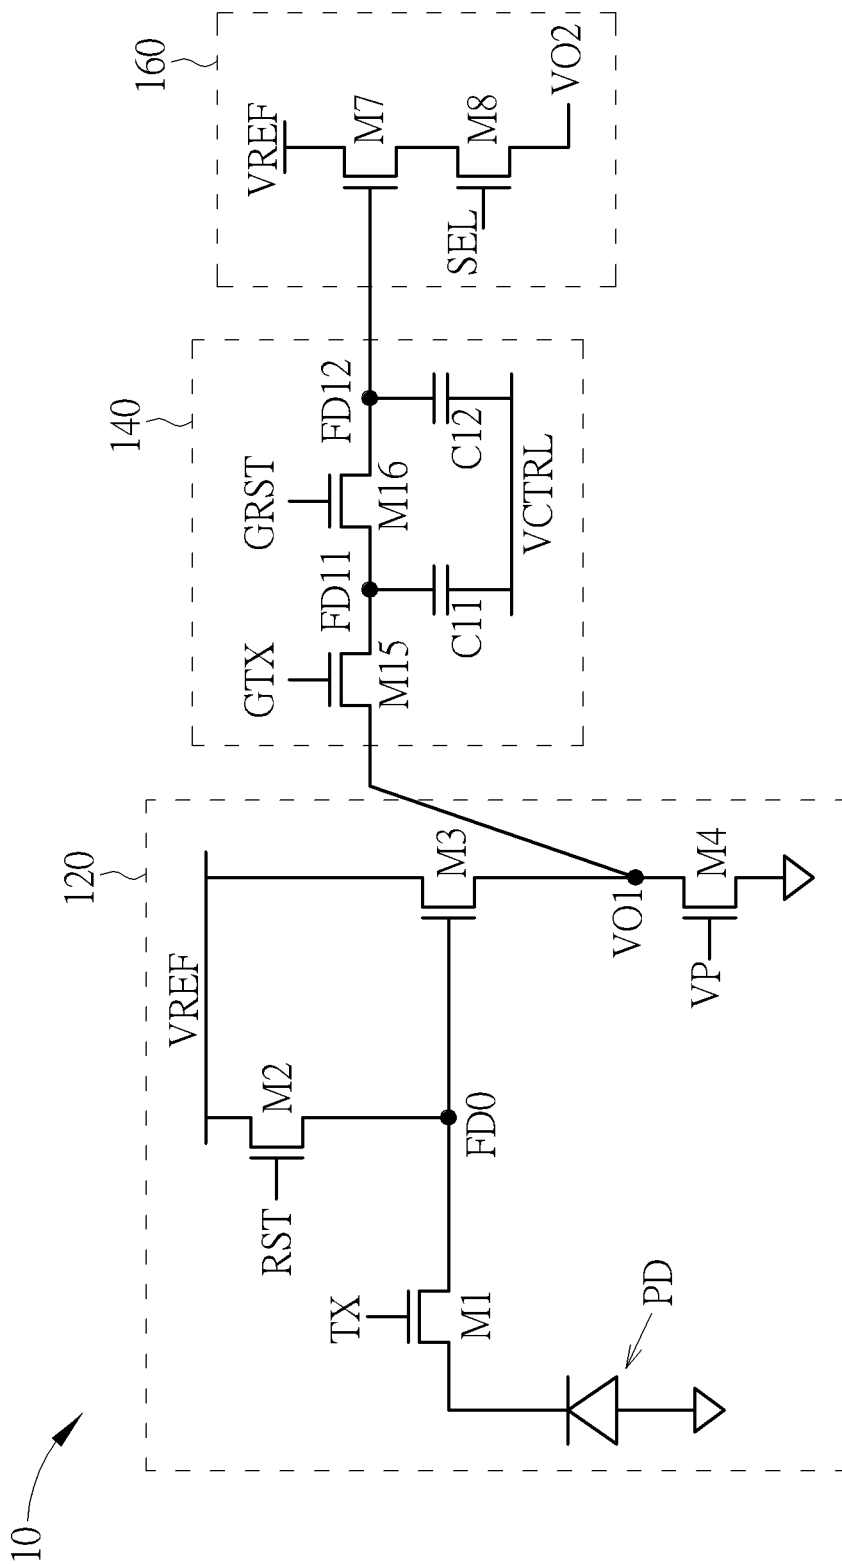 10
120
VREF
RST
M2
TX
M1
FD0
PD
M3
VO1
VP
M4
140
GTX
M15
FD11
GRST
M16
FD12
C11
C12
VCTRL
160
VREF
M7
SEL
M8
VO2